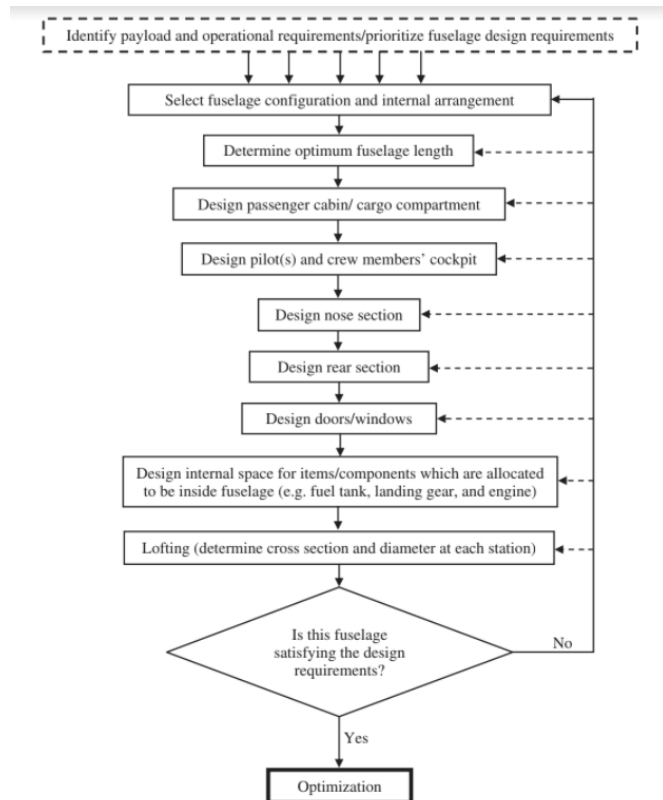 Identify payload and operational requirements/prioritize fuselage design requirements
Select fuselage configuration and internal arrangement
Determine optimum fuselage length
Design passenger cabin/ cargo compartment
Design pilot(s) and crew members' cockpit
Design nose section
Design rear section
Design doors/windows
Design internal space for items/components which are allocated
to be inside fuselage (e.g. fuel tank, landing gear, and engine)
Lofting (determine cross section and diameter at each station)
Is this fuselage
satisfying the design
requirements?
No
Yes
Optimization